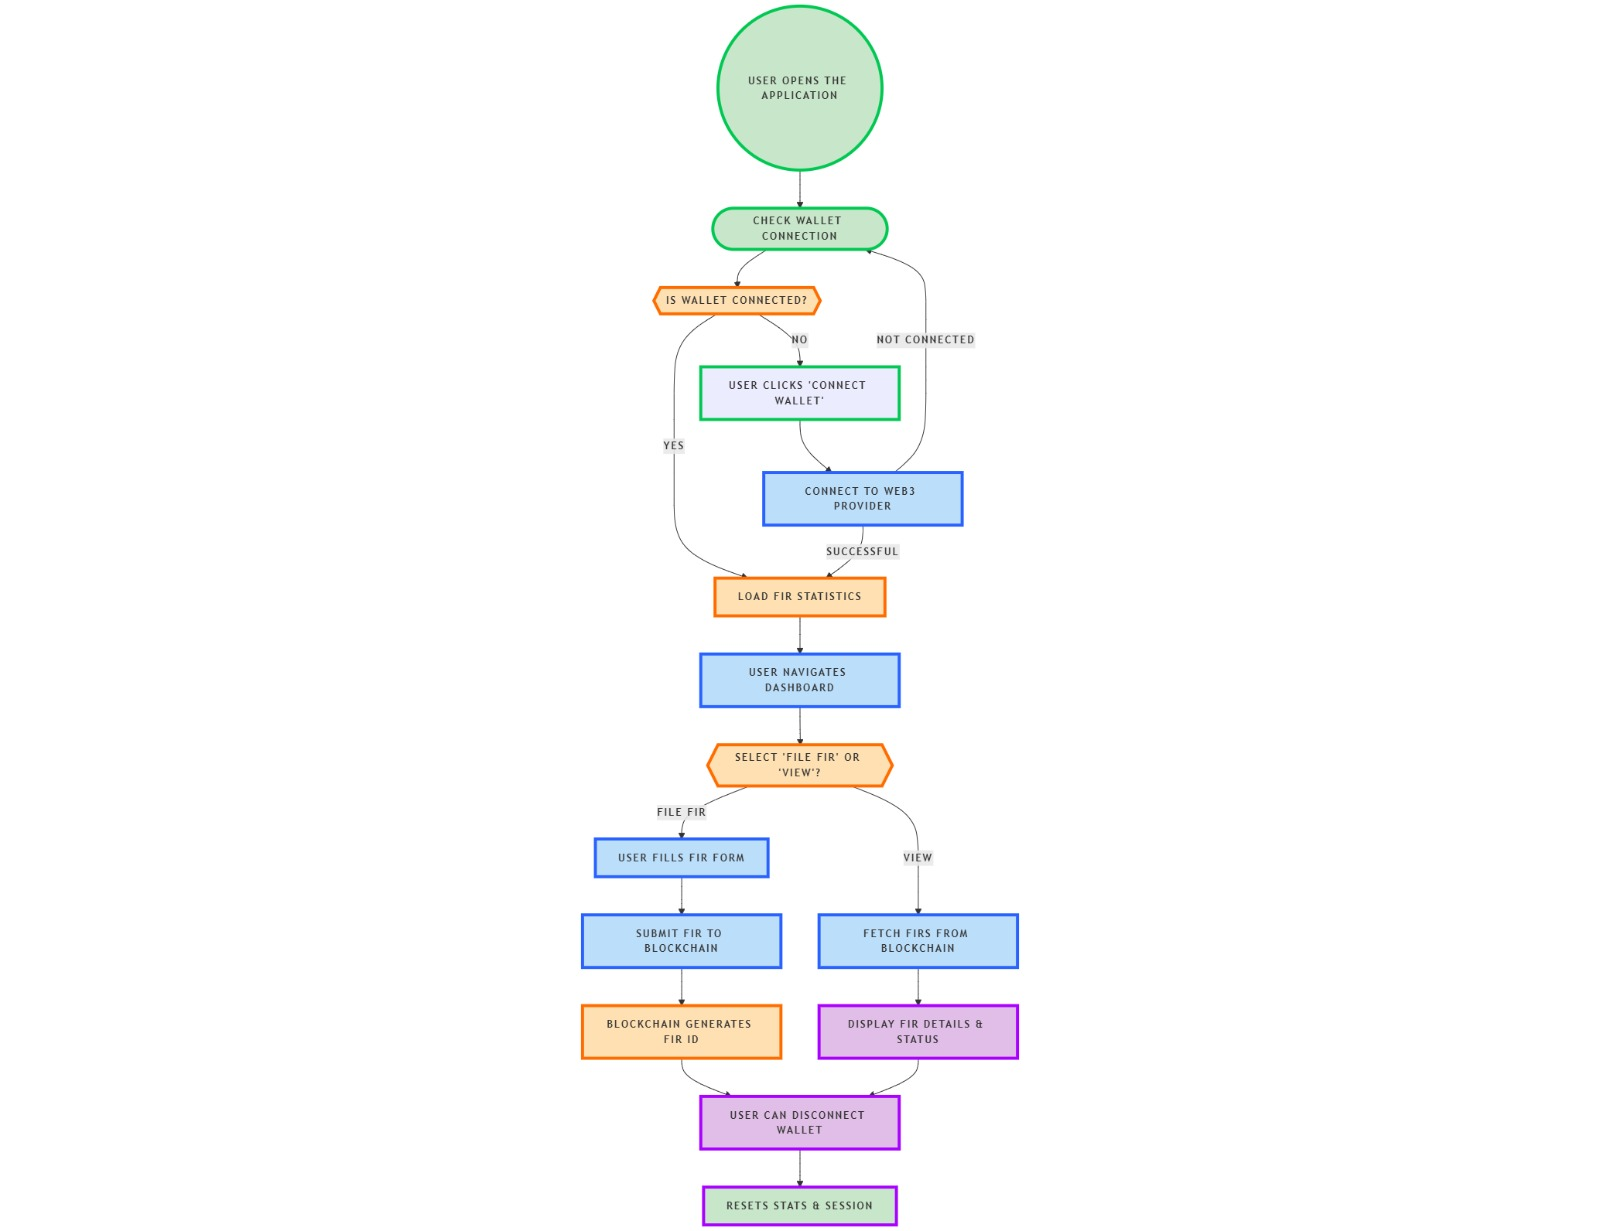 USER OPENS THE
APPLICATION
CHECK WALLET
CONNECTION
IS WALLET CONNECTED?
NO
NOT CONNECTED
USER CLICKS 'CONNECT
WALLET'
YES
CONNECT TO WEB3
PROVIDER
SUCCESSFUL
LOAD FIR STATISTICS
USER NAVIGATES
DASHBOARD
SELECT 'FILE FIR' OR
'VIEW'?
FILE FIR
USER FILLS FIR FORM
VIEW
SUBMIT FIR TO
BLOCKCHAIN
FETCH FIRS FROM
BLOCKCHAIN
BLOCKCHAIN GENERATES
FIR ID
DISPLAY FIR DETAILS &
STATUS
USER CAN DISCONNECT
WALLET
RESETS STATS & SESSION